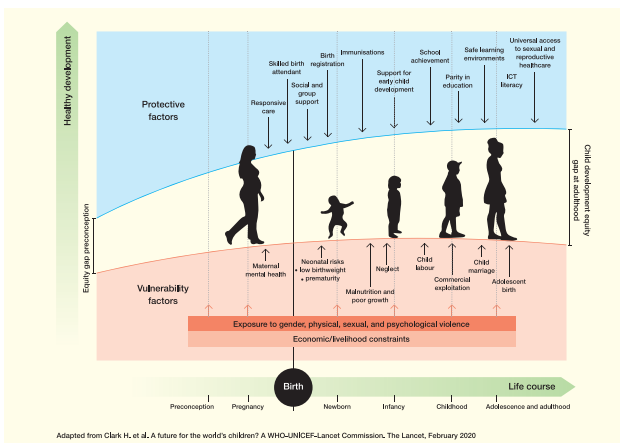 Healthy development
Protective
factors
Responsive
care
Skilled birth
attendant
Social and
group
support
Birth
registration
Immunisations
Support for
early child
development
School
achievement
Parity in
education
Safe learning
environments
ICT
literacy
Universal access
to sexual and
reproductive
healthcare
Equity gap preconception
Child development equity
gap at adulthood
Vulnerability
factors
Maternal
mental health
Neonatal risks
• low birthweight
• prematurity
Malnutrition and
poor growth
Neglect
Child
labour
Commercial
exploitation
Child
marriage
Adolescent
birth
Exposure to gender, physical, sexual, and psychological violence
Economic/livelihood constraints
Birth
Life course
Preconception
Pregnancy
Newborn
Infancy
Childhood
Adolescence and adulthood
Adapted from Clark H. et al. A future for the world's children? A WHO–UNICEF–Lancet Commission. The Lancet, February 2020